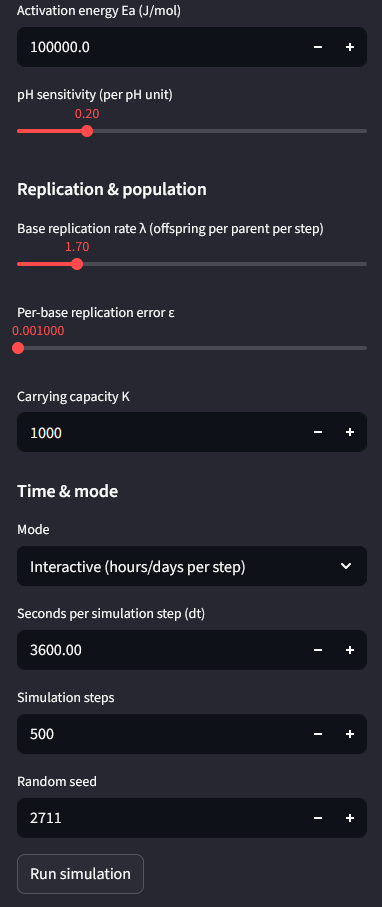 Activation energy Ea (J/mol)
100000.0
pH sensitivity (per pH unit)
0.20
Replication & population
Base replication rate λ (offspring per parent per step)
1.70
Per-base replication error ε
0.001000
Carrying capacity K
1000
Time & mode
Mode
Interactive (hours/days per step)
Seconds per simulation step (dt)
3600.00
Simulation steps
500
Random seed
2711
Run simulation